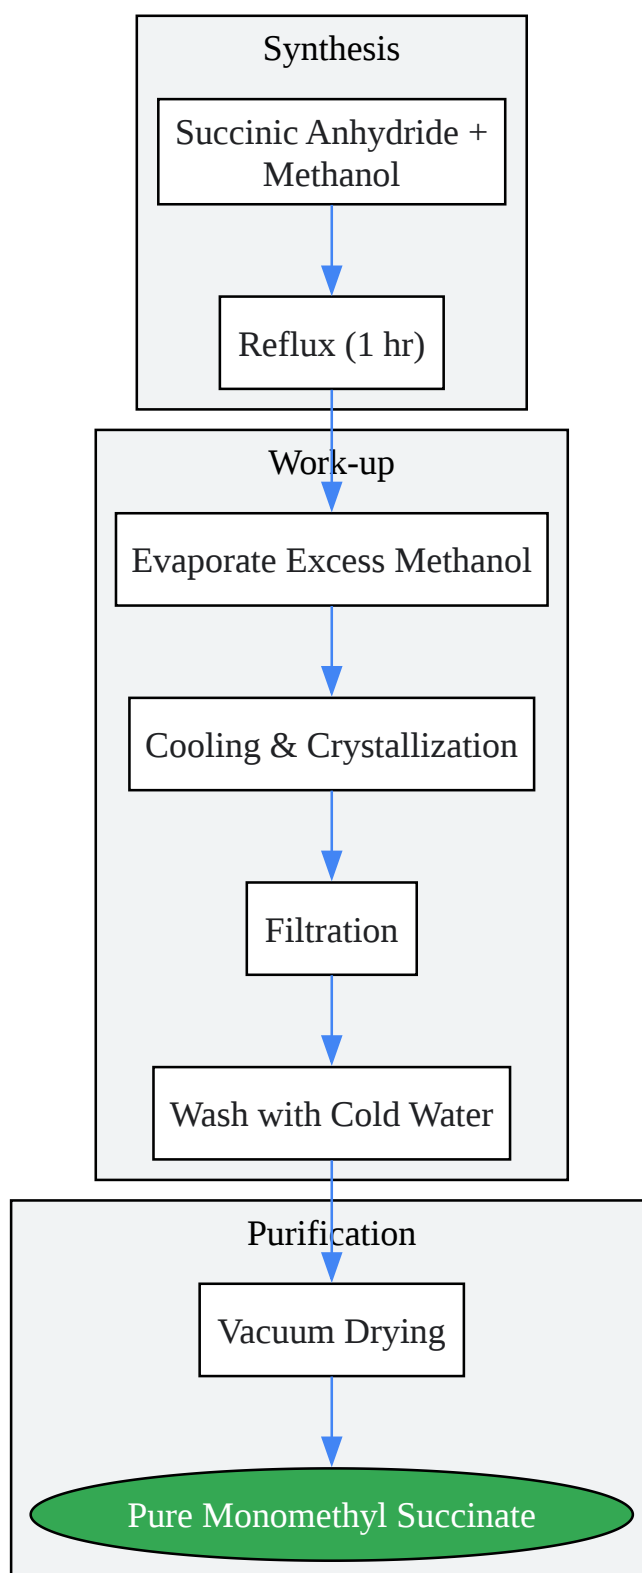 Synthesis
Succinic Anhydride +
Methanol
Reflux (1 hr)
Work-up
Evaporate Excess Methanol
Cooling & Crystallization
Filtration
Wash with Cold Water
Purification
Vacuum Drying
Pure Monomethyl Succinate